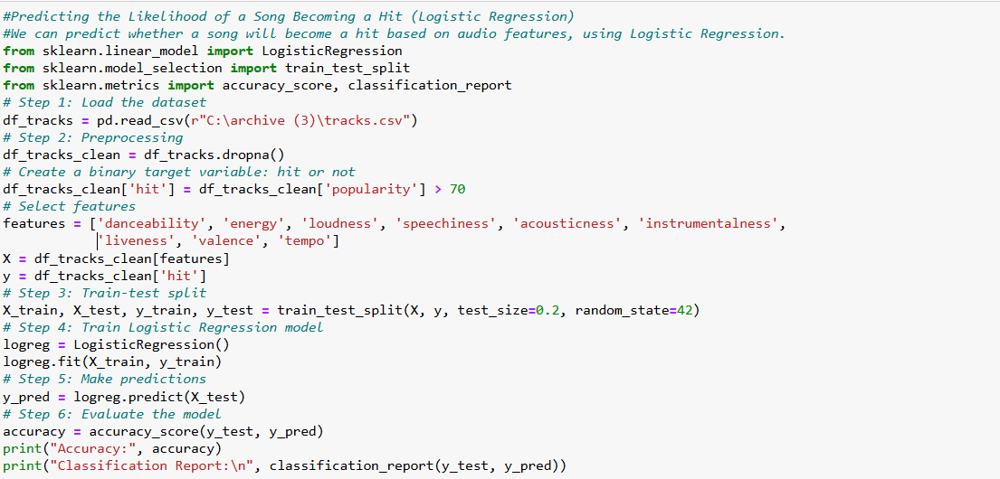 #Predicting the Likelihood of a Song Becoming a Hit (Logistic Regression)
#We can predict whether a song will become a hit based on audio features, using Logistic Regression.
from sklearn.linear_model import LogisticRegression
from sklearn.model_selection import train_test_split
from sklearn.metrics import accuracy_score, classification_report
# Step 1: Load the dataset
df_tracks = pd.read_csv(r"C:\archive (3)\tracks.csv")
# Step 2: Preprocessing
df_tracks_clean = df_tracks.dropna()
# Create a binary target variable: hit or not
df_tracks_clean['hit'] = df_tracks_clean['popularity'] > 70
# Select features
features = ['danceability', 'energy', 'loudness', 'speechiness', 'acousticness', 'instrumentalness',
            'liveness', 'valence', 'tempo']
X = df_tracks_clean[features]
y = df_tracks_clean['hit']
# Step 3: Train-test split
X_train, X_test, y_train, y_test = train_test_split(X, y, test_size=0.2, random_state=42)
# Step 4: Train Logistic Regression model
logreg = LogisticRegression()
logreg.fit(X_train, y_train)
# Step 5: Make predictions
y_pred = logreg.predict(X_test)
# Step 6: Evaluate the model
accuracy = accuracy_score(y_test, y_pred)
print("Accuracy:", accuracy)
print("Classification Report:\n", classification_report(y_test, y_pred))